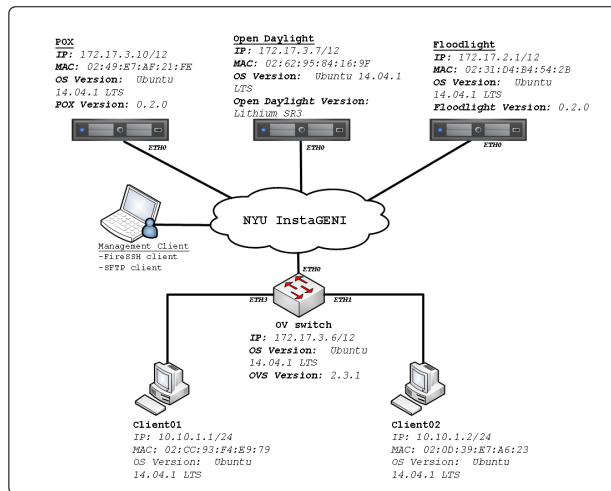 POX
IP: 172.17.3.10/12
MAC: 02:49:E7:AF:21:FE
OS Version: Ubuntu
14.04.1 LTS
POX Version: 0.2.0
ETH0
Open Daylight
IP: 172.17.3.7/12
MAC: 02:62:95:84:16:9F
OS Version: Ubuntu 14.04.1
LTS
Open Daylight Version:
Lithium SR3
ETH0
Floodlight
IP: 172.17.2.1/12
MAC: 02:31:D4:B4:54:2B
OS Version: Ubuntu
14.04.1 LTS
Floodlight Version: 0.2.0
ETH0
NYU InstaGENI
Management Client
-FireSSH client
-SFTP client
ETH0
ETH3
ETH1
OV switch
IP: 172.17.3.6/12
OS Version: Ubuntu
14.04.1 LTS
OVS Version: 2.3.1
Client01
IP: 10.10.1.1/24
MAC: 02:CC:93:F4:E9:79
OS Version: Ubuntu
14.04.1 LTS
Client02
IP: 10.10.1.2/24
MAC: 02:0D:39:E7:A6:23
OS Version: Ubuntu
14.04.1 LTS